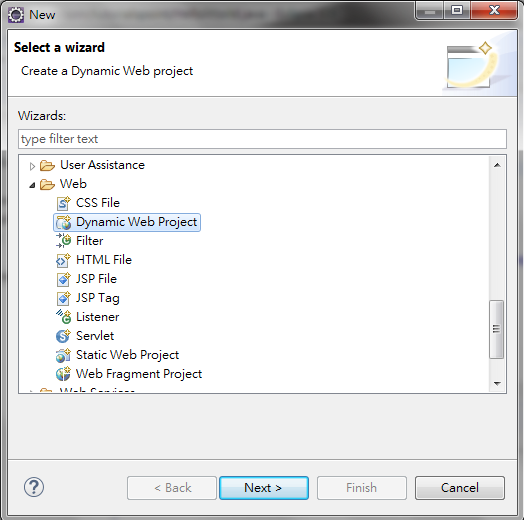 New
Select a wizard
Create a Dynamic Web project
Wizards:
type filter text
User Assistance
Web
CSS File
Dynamic Web Project
Filter
HTML File
JSP File
JSP Tag
Listener
Servlet
Static Web Project
Web Fragment Project
Web Services
?
< Back
Next >
Finish
Cancel